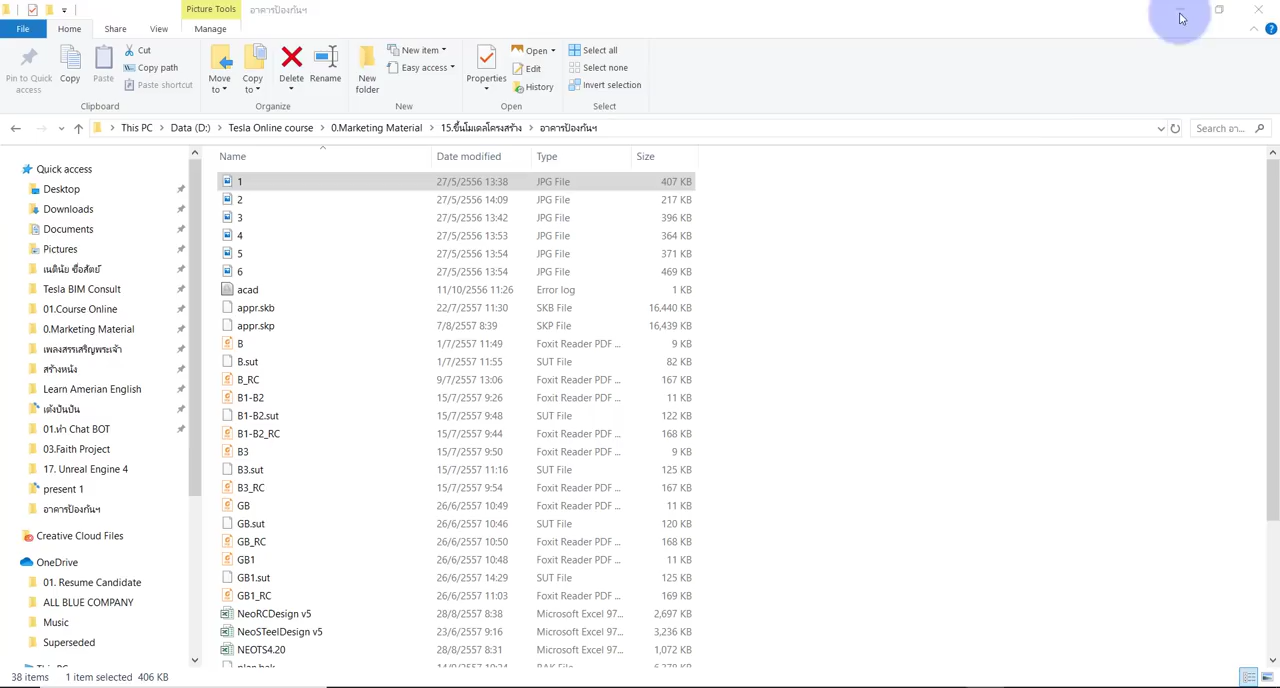 Picture Tools
อาคารป้องกันฯ
File
Home
Share
View
Manage
Pin to Quick access
Copy
Paste
Cut
Copy path
Paste shortcut
Clipboard
Move to
Copy to
Delete
Rename
Organize
New folder
New item
Easy access
New
Properties
Open
Edit
History
Open
Select all
Select none
Invert selection
Select
This PC
Data (D:)
Tesla Online course
0.Marketing Material
15.ขึ้นโมเดลโครงสร้าง
อาคารป้องกันฯ
Search อา...
Name
Date modified
Type
Size
Quick access
Desktop
Downloads
Documents
Pictures
เนตินัย ซื่อสัตย์
Tesla BIM Consult
01.Course Online
0.Marketing Material
เพลงสรรเสริญพระเจ้า
สร้างหนัง
Learn Amerian English
เต้งปันปัน
01.ทำ Chat BOT
03.Faith Project
17. Unreal Engine 4
present 1
อาคารป้องกันฯ
Creative Cloud Files
OneDrive
01. Resume Candidate
ALL BLUE COMPANY
Music
Superseded
This PC
1 27/5/2556 13:38 JPG File 407 KB
2 27/5/2556 14:09 JPG File 217 KB
3 27/5/2556 13:42 JPG File 396 KB
4 27/5/2556 13:53 JPG File 364 KB
5 27/5/2556 13:54 JPG File 371 KB
6 27/5/2556 13:54 JPG File 469 KB
acad 11/10/2556 11:26 Error log 1 KB
appr.skb 22/7/2557 11:30 SKB File 16,440 KB
appr.skp 7/8/2557 8:39 SKP File 16,439 KB
B 1/7/2557 11:49 Foxit Reader PDF ... 9 KB
B.sut 1/7/2557 11:55 SUT File 82 KB
B_RC 9/7/2557 13:06 Foxit Reader PDF ... 167 KB
B1-B2 15/7/2557 9:26 Foxit Reader PDF ... 11 KB
B1-B2.sut 15/7/2557 9:48 SUT File 122 KB
B1-B2_RC 15/7/2557 9:44 Foxit Reader PDF ... 168 KB
B3 15/7/2557 9:50 Foxit Reader PDF ... 9 KB
B3.sut 15/7/2557 11:16 SUT File 125 KB
B3_RC 15/7/2557 9:54 Foxit Reader PDF ... 167 KB
GB 26/6/2557 10:49 Foxit Reader PDF ... 11 KB
GB.sut 26/6/2557 10:46 SUT File 120 KB
GB_RC 26/6/2557 10:50 Foxit Reader PDF ... 168 KB
GB1 26/6/2557 10:48 Foxit Reader PDF ... 11 KB
GB1.sut 26/6/2557 14:29 SUT File 125 KB
GB1_RC 26/6/2557 11:03 Foxit Reader PDF ... 169 KB
NeoRCDesign v5 28/8/2557 8:38 Microsoft Excel 97... 2,697 KB
NeoSTeelDesign v5 23/6/2557 9:16 Microsoft Excel 97... 3,236 KB
NEOTS4.20 28/8/2557 8:31 Microsoft Excel 97... 1,072 KB
38 items
1 item selected 406 KB